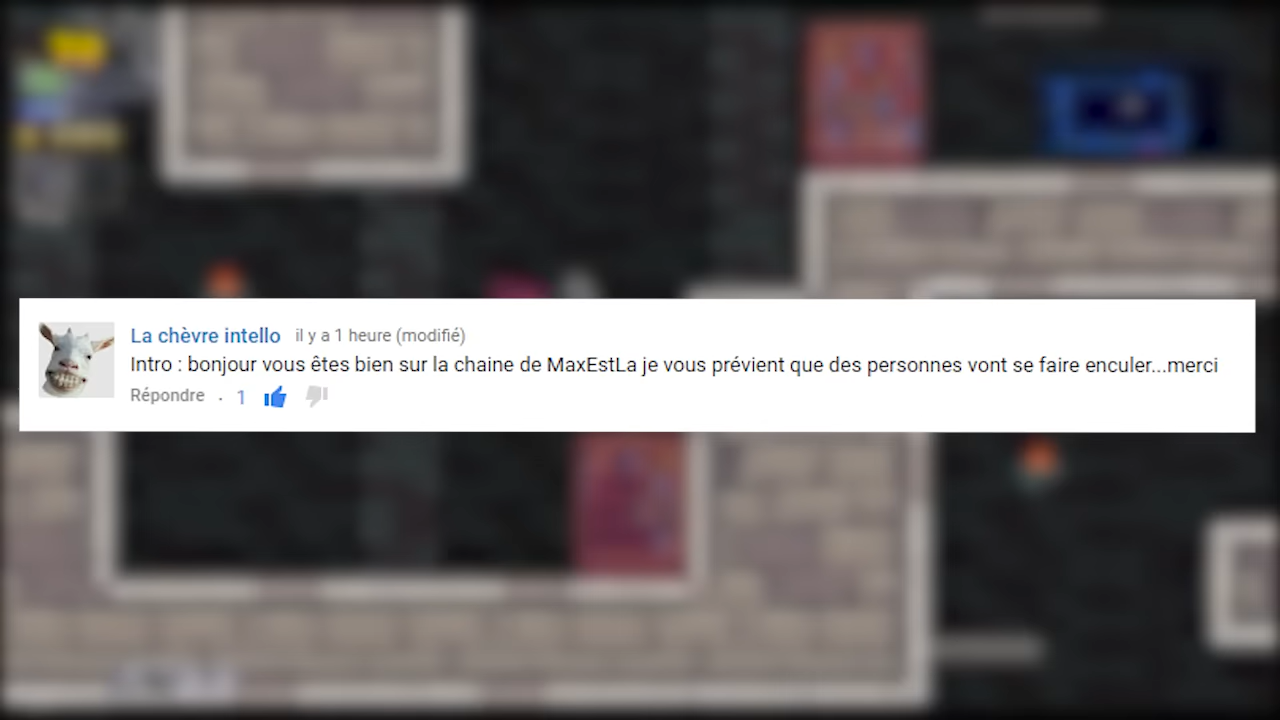 La chèvre intello il y a 1 heure (modifié)
Intro : bonjour vous êtes bien sur la chaine de MaxEstLa je vous prévient que des personnes vont se faire enculer...merci
Répondre . 1